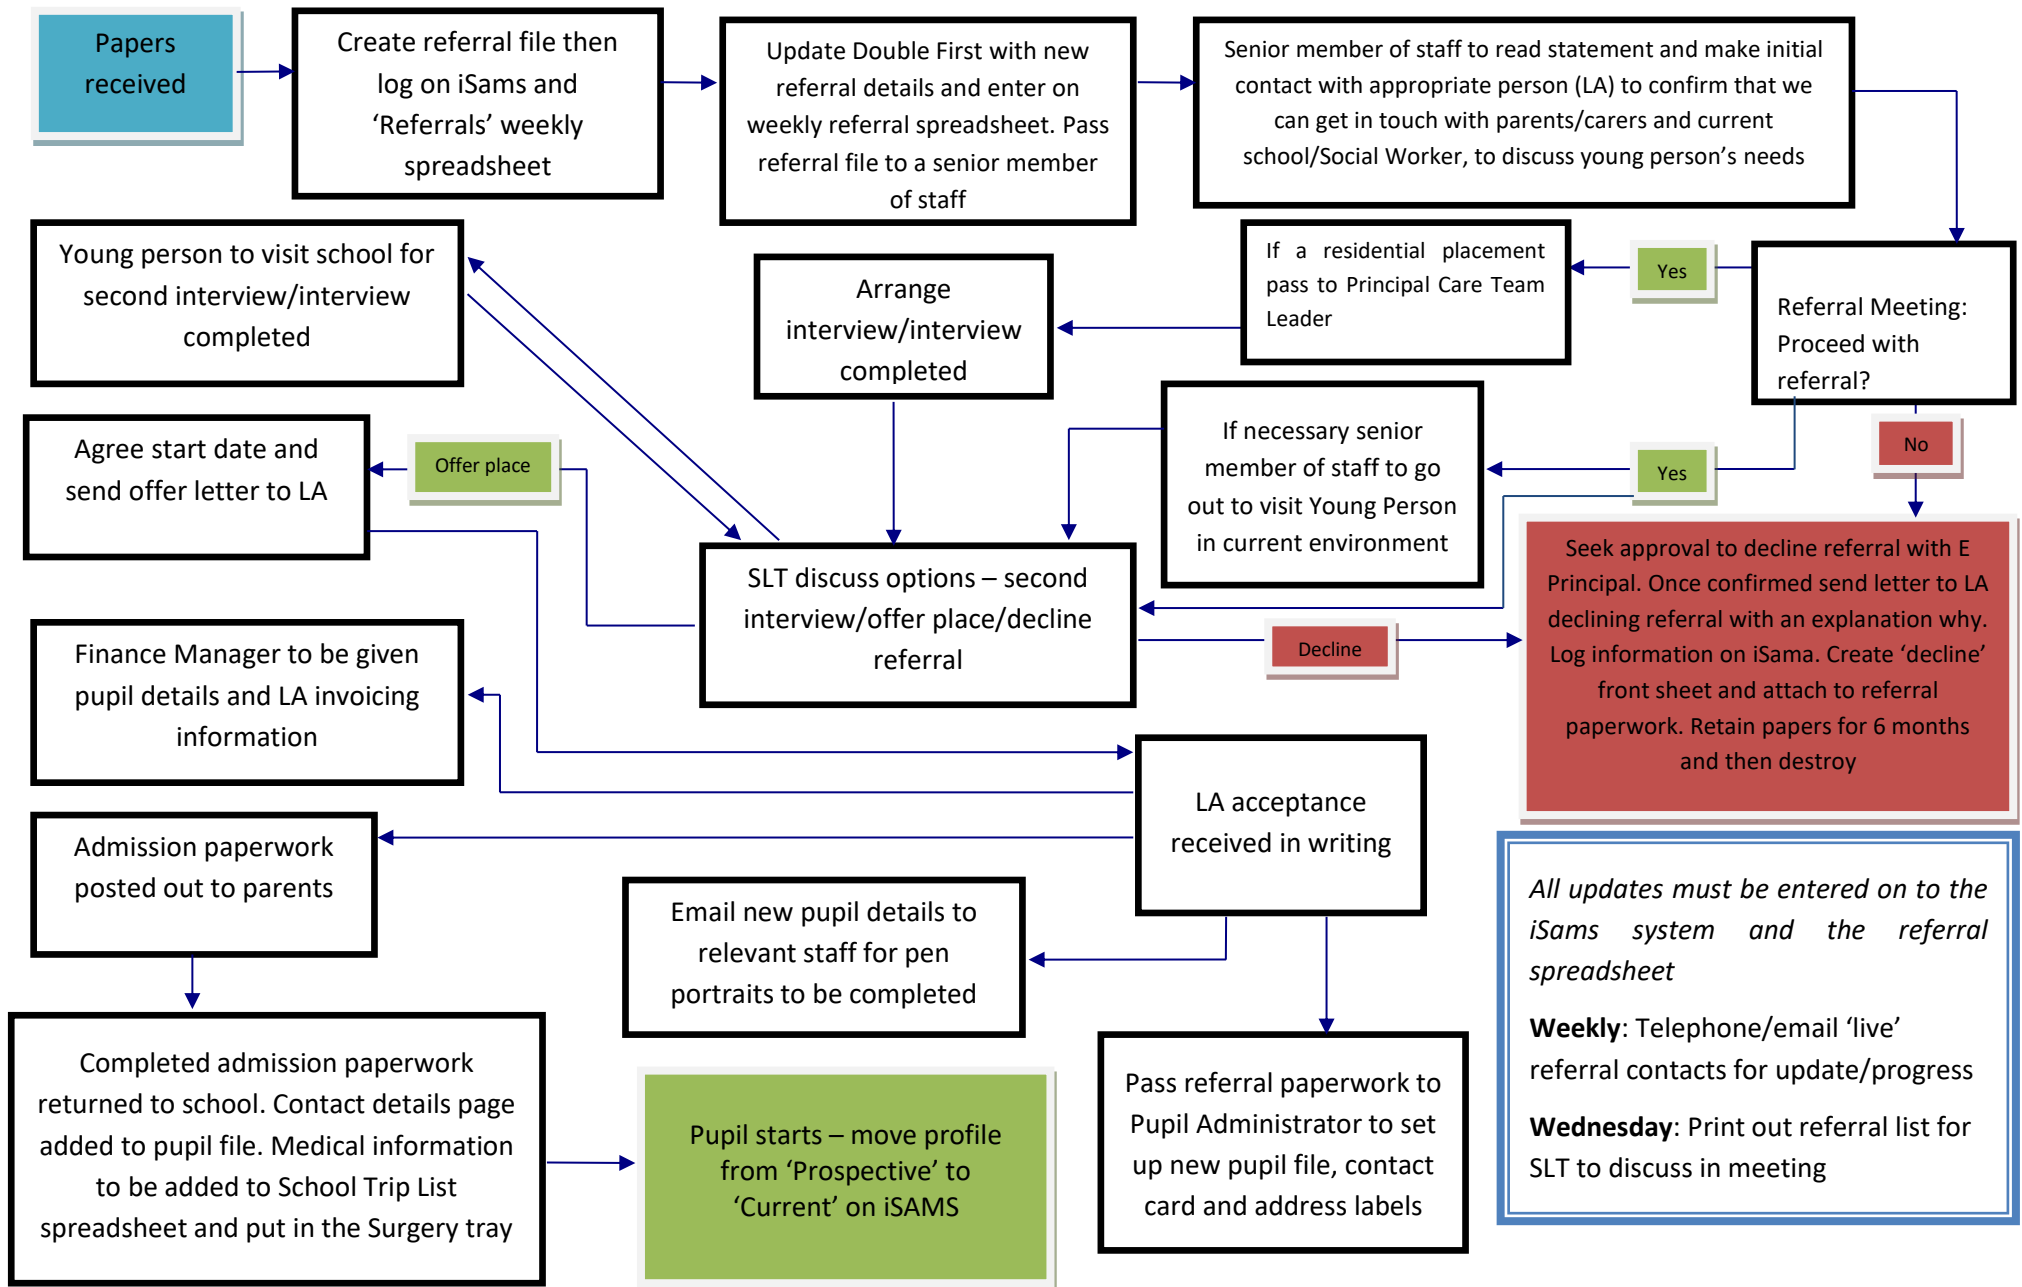 Papers
received
Create referral file then
log on iSams and
‘Referrals’ weekly
spreadsheet
Update Double First with new
referral details and enter on
weekly referral spreadsheet. Pass
referral file to a senior member
of staff
Senior member of staff to read statement and make initial
contact with appropriate person (LA) to confirm that we
can get in touch with parents/carers and current
school/Social Worker, to discuss young person’s needs
Young person to visit school for
second interview/interview
completed
Arrange
interview/interview
completed
If a residential placement
pass to Principal Care Team
Leader
Yes
Referral Meeting:
Proceed with
referral?
Agree start date and
send offer letter to LA
Offer place
If necessary senior
member of staff to go
out to visit Young Person
in current environment
Yes
No
SLT discuss options – second
interview/offer place/decline
referral
Decline
Seek approval to decline referral with E
Principal. Once confirmed send letter to LA
declining referral with an explanation why.
Log information on iSama. Create ‘decline’
front sheet and attach to referral
paperwork. Retain papers for 6 months
and then destroy
Finance Manager to be given
pupil details and LA invoicing
information
LA acceptance
received in writing
Admission paperwork
posted out to parents
Email new pupil details to
relevant staff for pen
portraits to be completed
All updates must be entered on to the
iSams system and the referral
spreadsheet
Weekly: Telephone/email ‘live’
referral contacts for update/progress
Wednesday: Print out referral list for
SLT to discuss in meeting
Completed admission paperwork
returned to school. Contact details page
added to pupil file. Medical information
to be added to School Trip List
spreadsheet and put in the Surgery tray
Pupil starts – move profile
from ‘Prospective’ to
‘Current’ on iSAMS
Pass referral paperwork to
Pupil Administrator to set
up new pupil file, contact
card and address labels